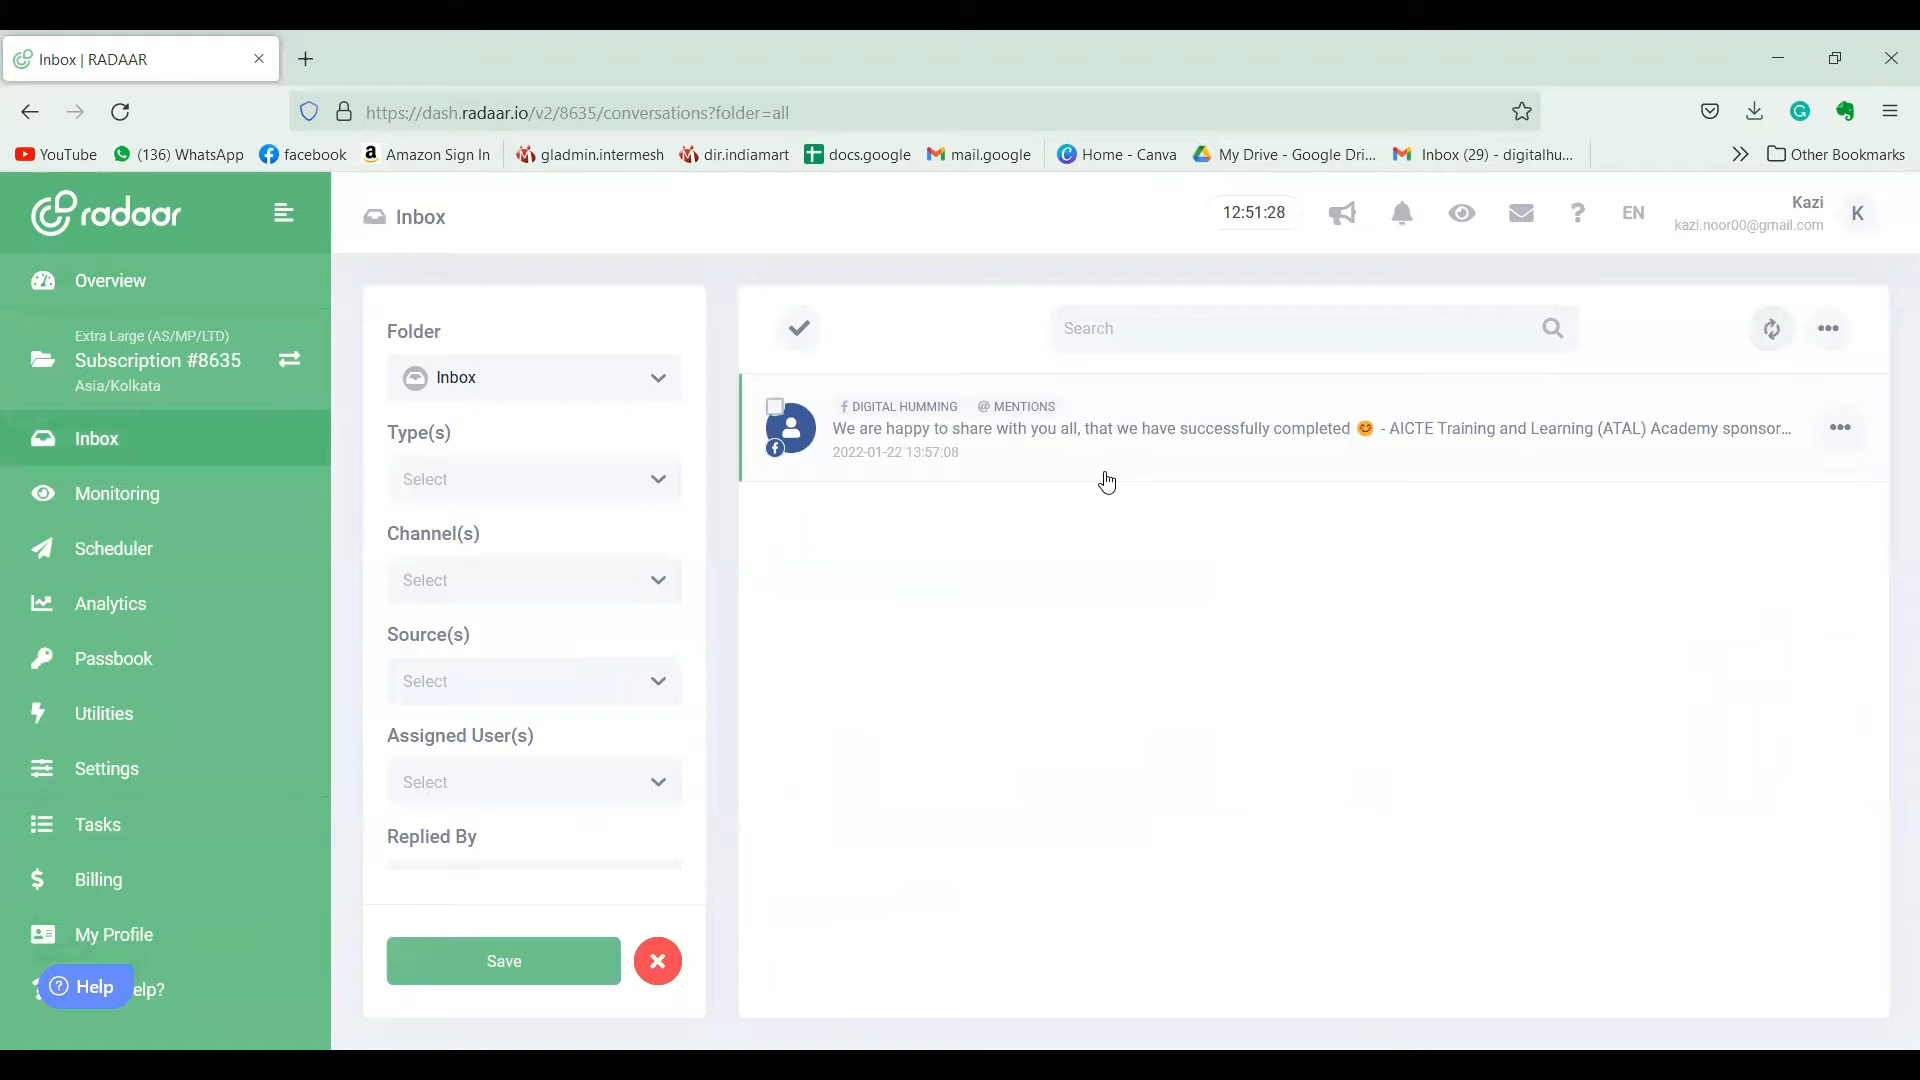 Inbox | RADAAR
https://dash.radaar.io/v2/8635/conversations?folder=all
YouTube (136) WhatsApp facebook Amazon Sign In gladmin.intermesh dir.indiamart docs.google mail.google Home - Canva My Drive - Google Dri... Inbox (29) - digitalhu... Other Bookmarks
radaar
Inbox
12:51:28
EN
Kazi
kazi.noor00@gmail.com
K
Overview
Extra Large (AS/MP/LTD)
Subscription #8635
Asia/Kolkata
Inbox
Monitoring
Scheduler
Analytics
Passbook
Utilities
Settings
Tasks
Billing
My Profile
Help
elp?
Folder
Inbox
Type(s)
Select
Channel(s)
Select
Source(s)
Select
Assigned User(s)
Select
Replied By
Save
Search
DIGITAL HUMMING @ MENTIONS
We are happy to share with you all, that we have successfully completed 😊 - AICTE Training and Learning (ATAL) Academy sponsor...
2022-01-22 13:57:08